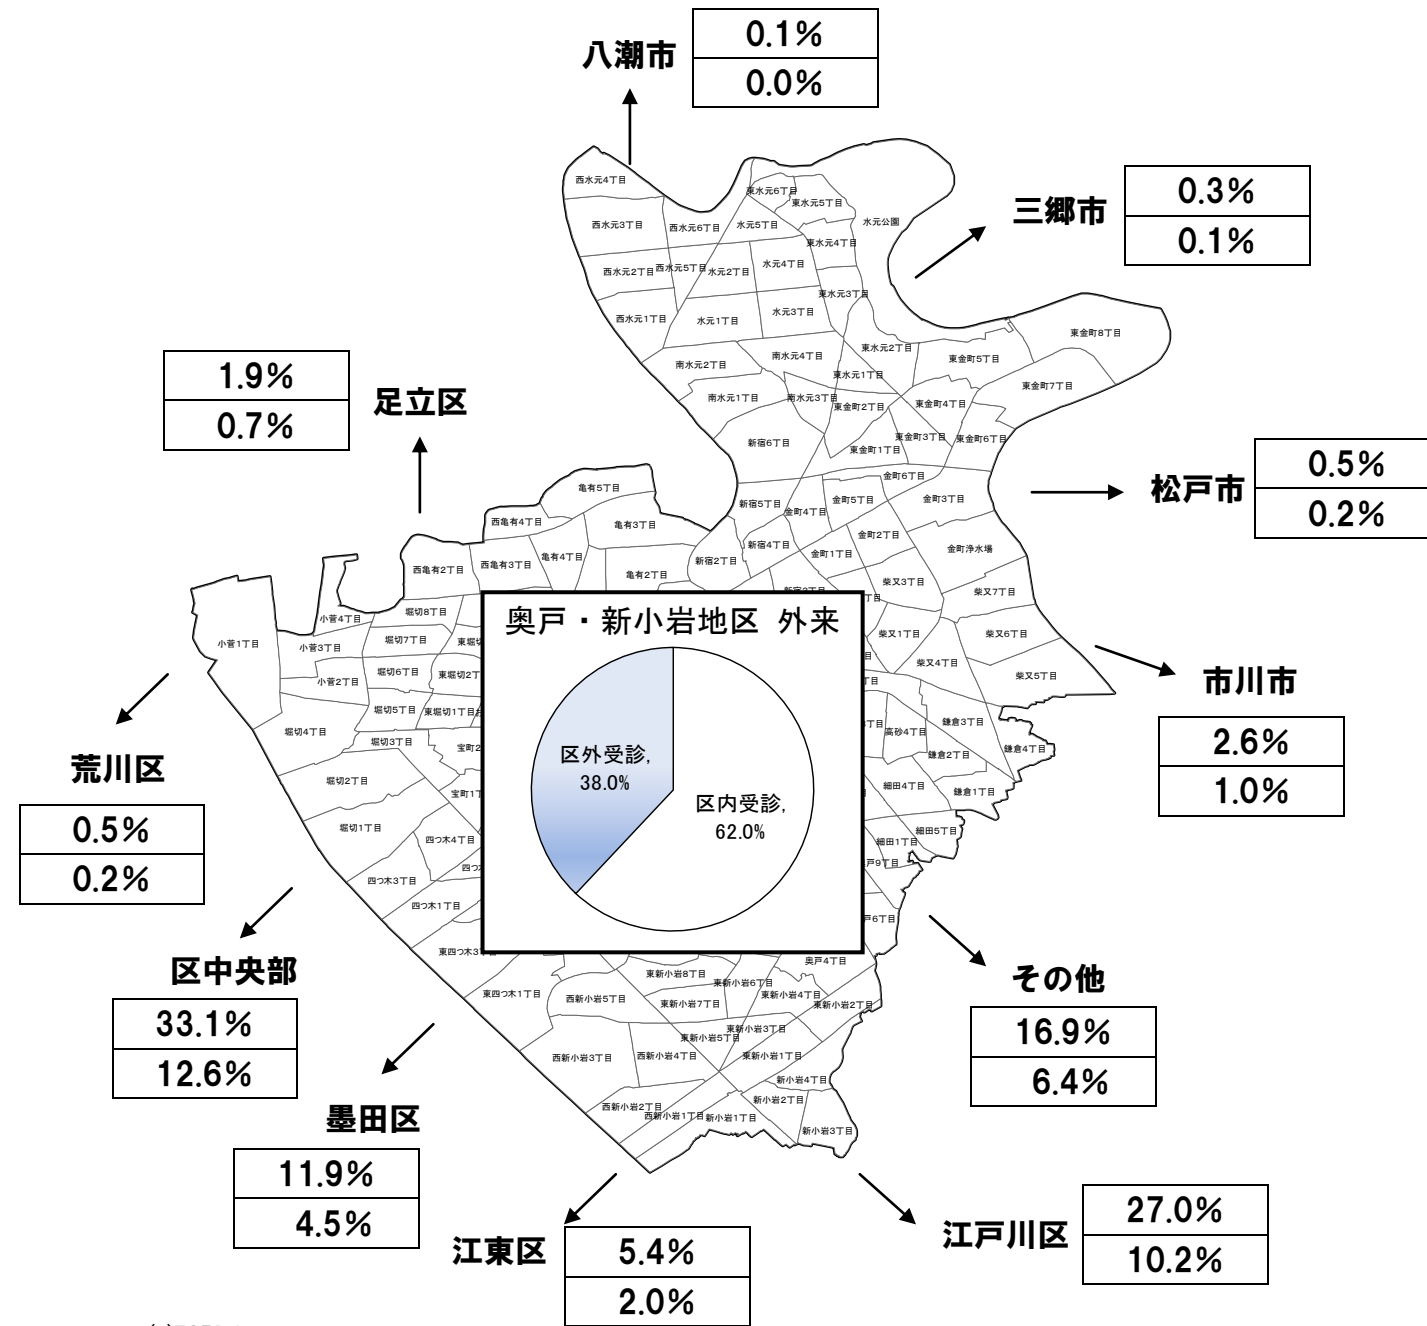 八潮市
0.1%
0.0%
三郷市
0.3%
0.1%
足立区
1.9%
0.7%
松戸市
0.5%
0.2%
市川市
2.6%
1.0%
荒川区
0.5%
0.2%
区中央部
33.1%
12.6%
その他
16.9%
6.4%
墨田区
11.9%
4.5%
江東区
5.4%
2.0%
江戸川区
27.0%
10.2%
奥戸・新小岩地区 外来
区外受診,
38.0%
区内受診,
62.0%
西水元4丁目
東水元6丁目
東水元5丁目
西水元3丁目
西水元6丁目
水元5丁目
水元公園
東水元4丁目
西水元2丁目
西水元5丁目
水元2丁目
水元4丁目
東水元3丁目
西水元1丁目
水元1丁目
水元3丁目
東金町8丁目
南水元2丁目
南水元4丁目
東水元2丁目
東金町5丁目
東水元1丁目
東金町7丁目
南水元1丁目
南水元3丁目
東金町2丁目
東金町4丁目
新宿6丁目
東金町1丁目
東金町3丁目
東金町6丁目
金町6丁目
亀有5丁目
新宿5丁目
金町4丁目
金町5丁目
金町3丁目
西亀有4丁目
亀有3丁目
新宿4丁目
金町2丁目
金町浄水場
西亀有2丁目
西亀有3丁目
亀有4丁目
亀有2丁目
新宿2丁目
金町1丁目
柴又3丁目
柴又7丁目
小菅4丁目
堀切8丁目
小菅1丁目
小菅3丁目
堀切7丁目
柴又1丁目
柴又6丁目
小菅2丁目
堀切6丁目
柴又4丁目
柴又5丁目
堀切5丁目
東堀切1丁目
堀切4丁目
堀切3丁目
高砂4丁目
鎌倉3丁目
鎌倉2丁目
鎌倉4丁目
堀切2丁目
細田4丁目
鎌倉1丁目
堀切1丁目
四つ木4丁目
細田1丁目
細田5丁目
四つ木3丁目
四つ木1丁目
奥戸4丁目
東四つ木1丁目
西新小岩5丁目
東新小岩8丁目
東新小岩6丁目
東新小岩7丁目
東新小岩4丁目
東新小岩2丁目
東新小岩3丁目
東新小岩5丁目
西新小岩3丁目
西新小岩4丁目
東新小岩1丁目
新小岩4丁目
西新小岩2丁目
西新小岩1丁目
新小岩1丁目
新小岩2丁目
新小岩3丁目